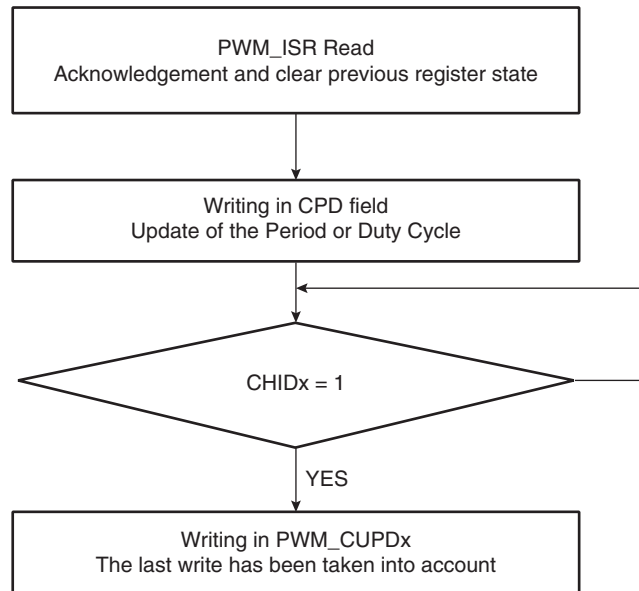 PWM_ISR Read
Acknowledgement and clear previous register state
Writing in CPD field
Update of the Period or Duty Cycle
CHIDx = 1
YES
Writing in PWM_CUPDx
The last write has been taken into account